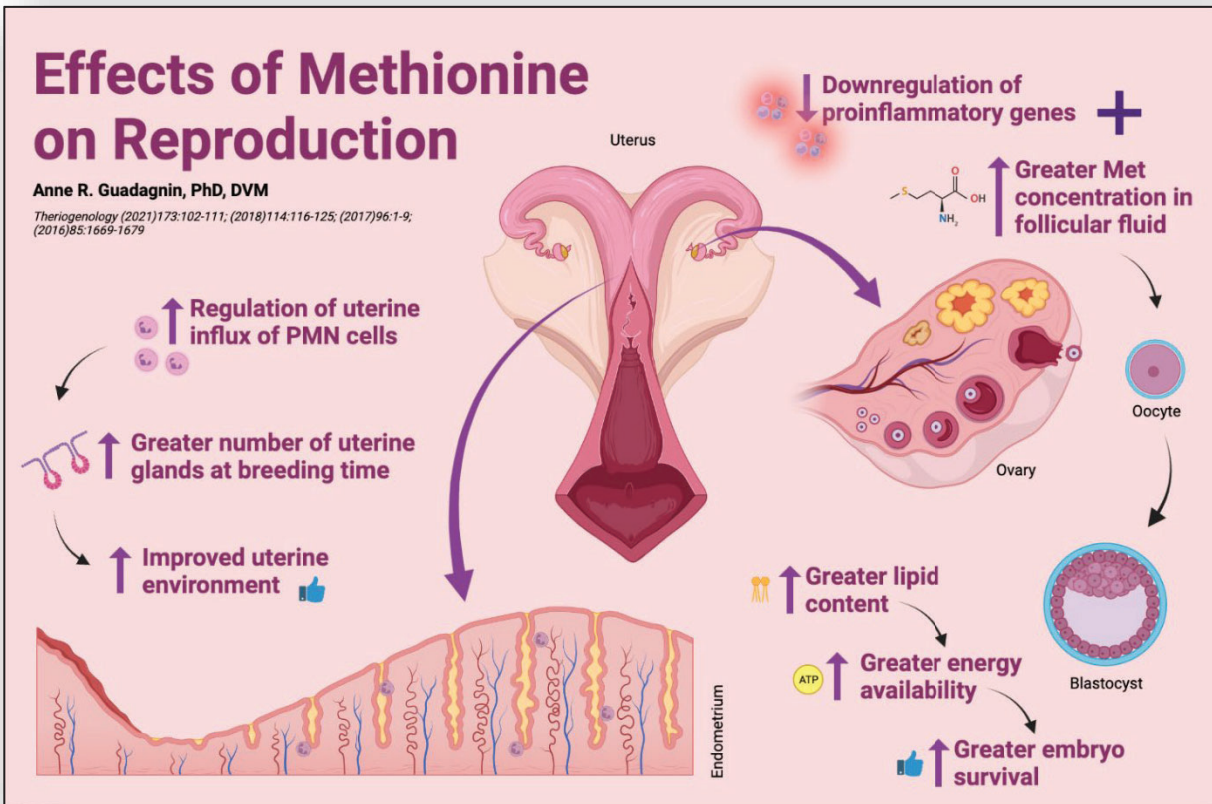 Effects of Methionine
on Reproduction
Anne R. Guadagnin, PhD, DVM
Theriogenology (2021)173:102-111; (2018)114:116-125; (2017)96:1-9;
(2016)85:1669-1679
Regulation of uterine
influx of PMN cells
Greater number of uterine
glands at breeding time
Improved uterine
environment
Uterus
Endometrium
Downregulation of
proinflammatory genes
+
O
S
OH
NH₂
Greater Met
concentration in
follicular fluid
Oocyte
Ovary
Blastocyst
Greater lipid
content
ATP
Greater energy
availability
Greater embryo
survival